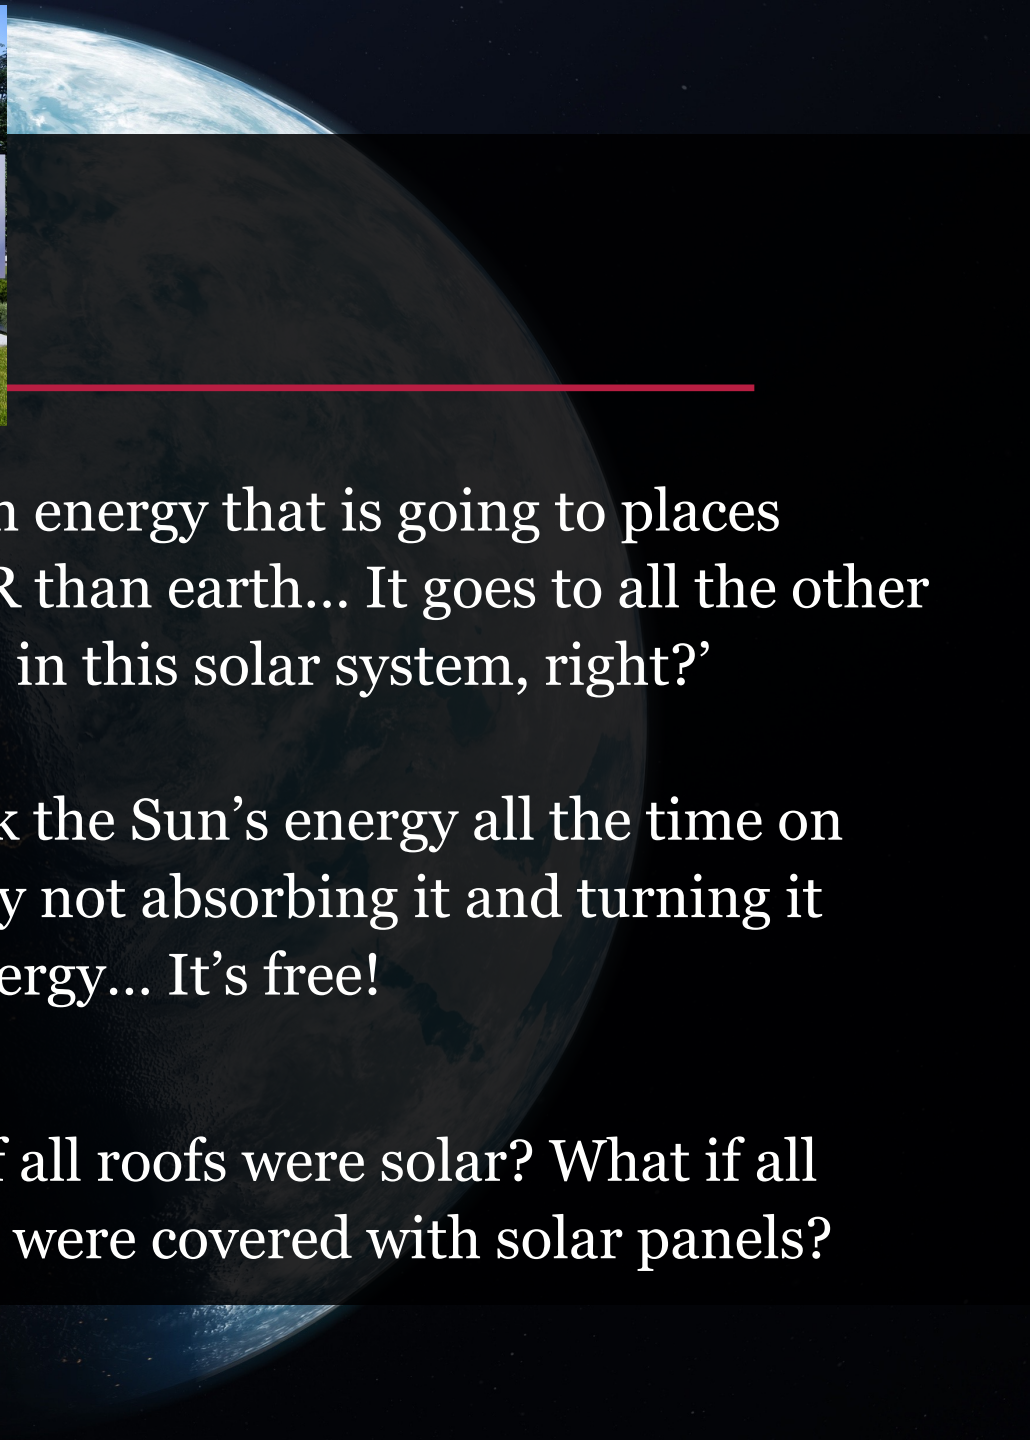 energy that is going to places
than earth... It goes to all the other
in this solar system, right?’
the Sun’s energy all the time on
not absorbing it and turning it
It’s free!
all roofs were solar? What if all
were covered with solar panels?